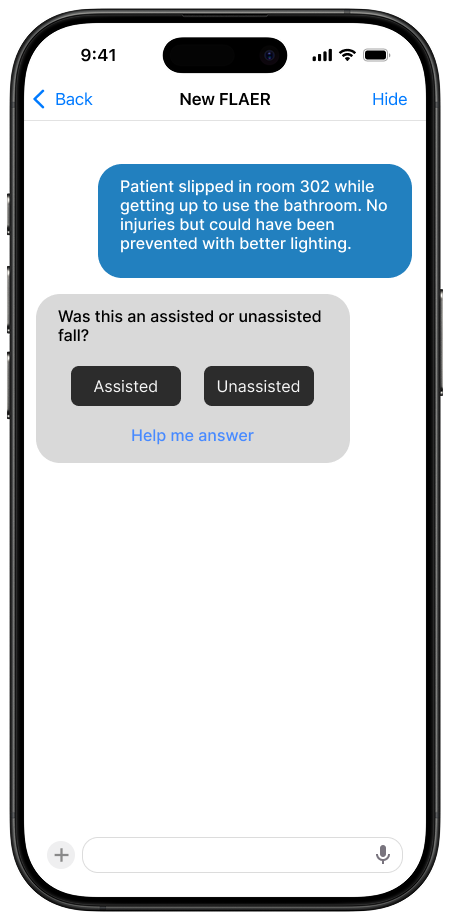 9:41
Back
New FLAER
Hide
Patient slipped in room 302 while
getting up to use the bathroom. No
injuries but could have been
prevented with better lighting.
Was this an assisted or unassisted
fall?
Assisted
Unassisted
Help me answer